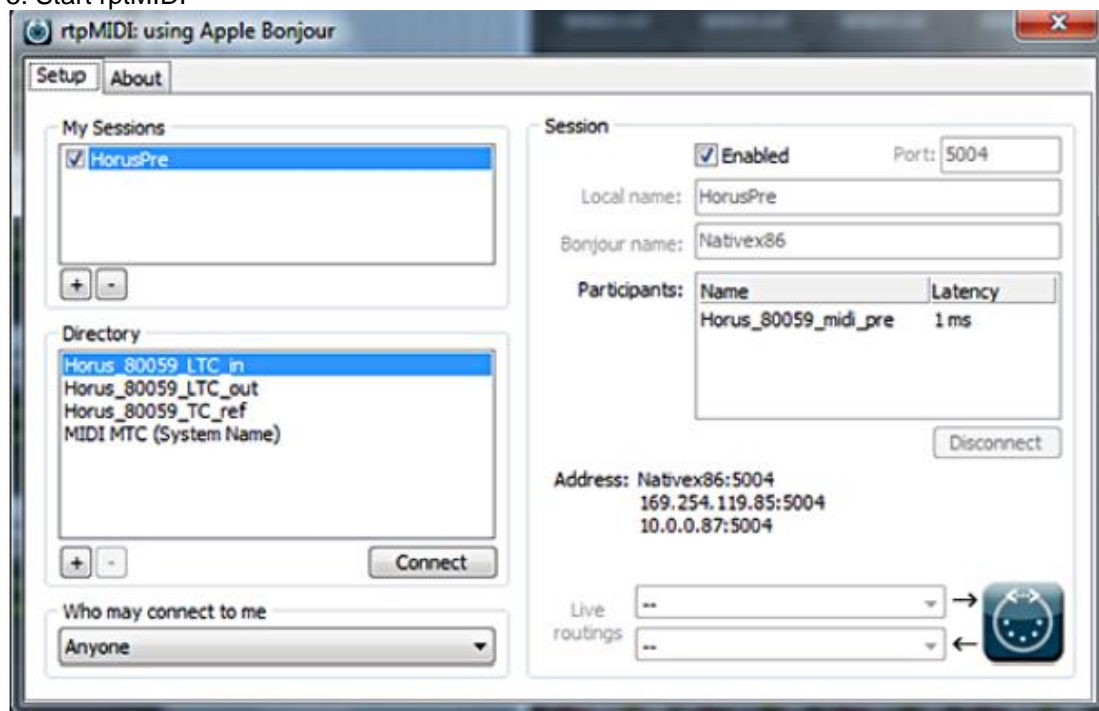 Start rtpMIDI
rtpMIDI: using Apple Bonjour
Setup
About
My Sessions
HorusPre
+
-
Directory
Horus_80059_LTC_in
Horus_80059_LTC_out
Horus_80059_TC_ref
MIDI MTC (System Name)
+
-
Connect
Who may connect to me
Anyone
Session
Enabled
Port: 5004
Local name: HorusPre
Bonjour name: Nativex86
Participants:
Name Latency
Horus_80059_midi_pre 1 ms
Disconnect
Address: Nativex86:5004
169.254.119.85:5004
10.0.0.87:5004
Live
routings
--
--